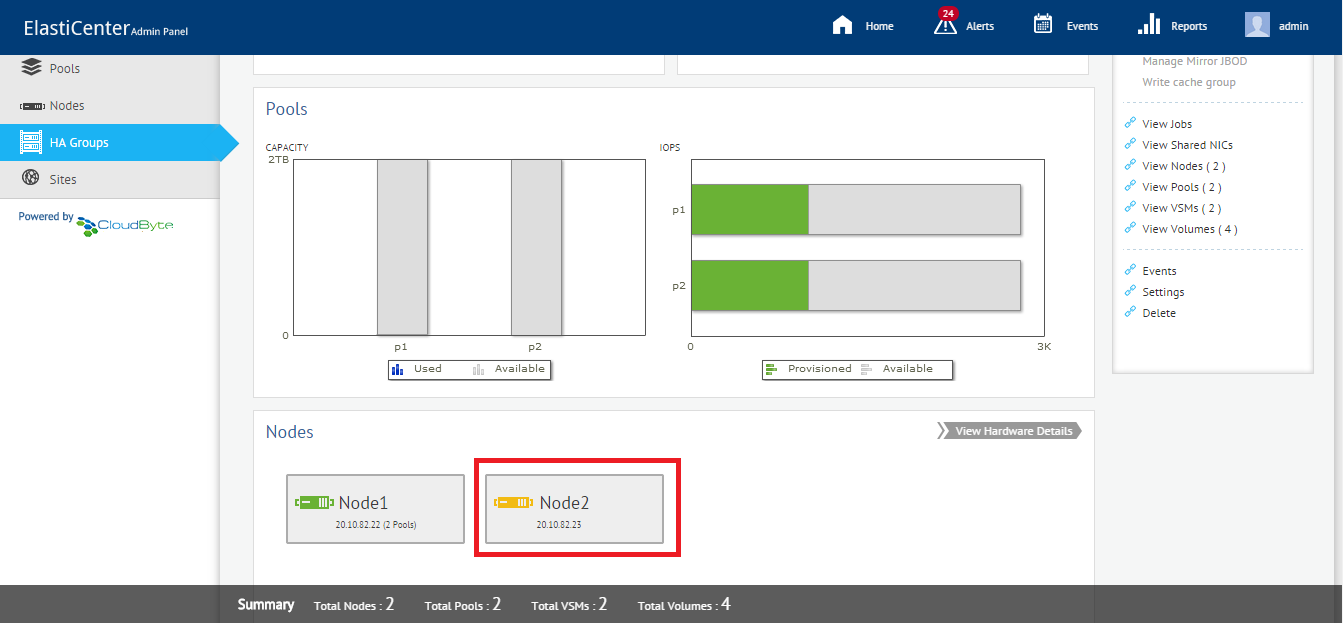 ElastiCenter Admin Panel
Home
24
Alerts
Events
Reports
admin
Pools
Nodes
HA Groups
Sites
Powered by CloudByte
Pools
CAPACITY
2TB
0
p1 p2
Used Available
IOPS
p1
p2
0 3K
Provisioned Available
Nodes
View Hardware Details
Node1
20.10.82.22 (2 Pools)
Node2
20.10.82.23
Manage Mirror JBOD
Write cache group
View Jobs
View Shared NICs
View Nodes ( 2 )
View Pools ( 2 )
View VSMs ( 2 )
View Volumes ( 4 )
Events
Settings
Delete
Summary Total Nodes : 2 Total Pools : 2 Total VSMs : 2 Total Volumes : 4